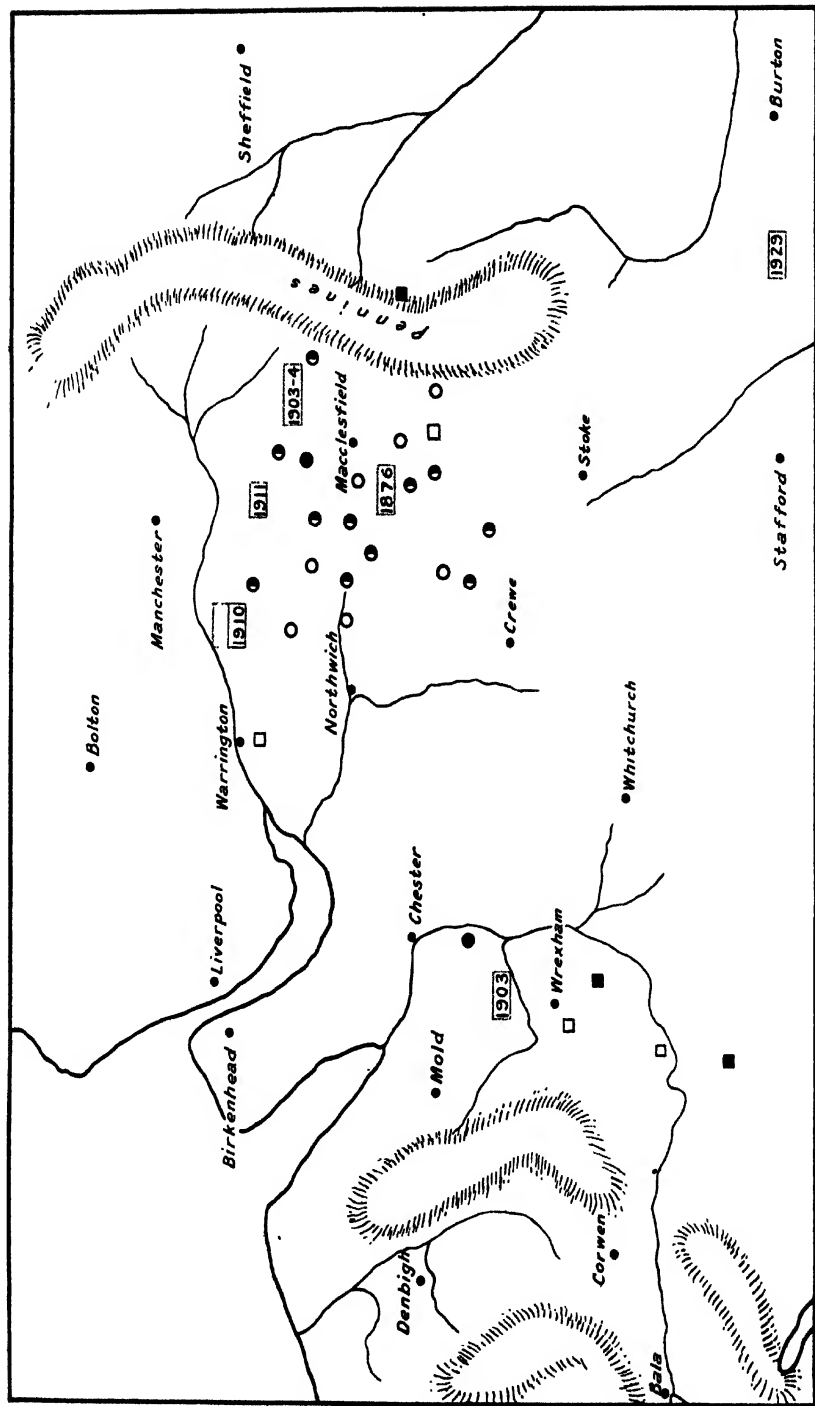 Sheffield
Burton
1929
Pennines
1903-4
Macclesfield
1911
1876
Stoke
Stafford
Manchester
1910
Northwich
Crewe
Bolton
Warrington
Whitchurch
Liverpool
Chester
Wrexham
1903
Birkenhead
Mold
Denbigh
Corwen
Bala